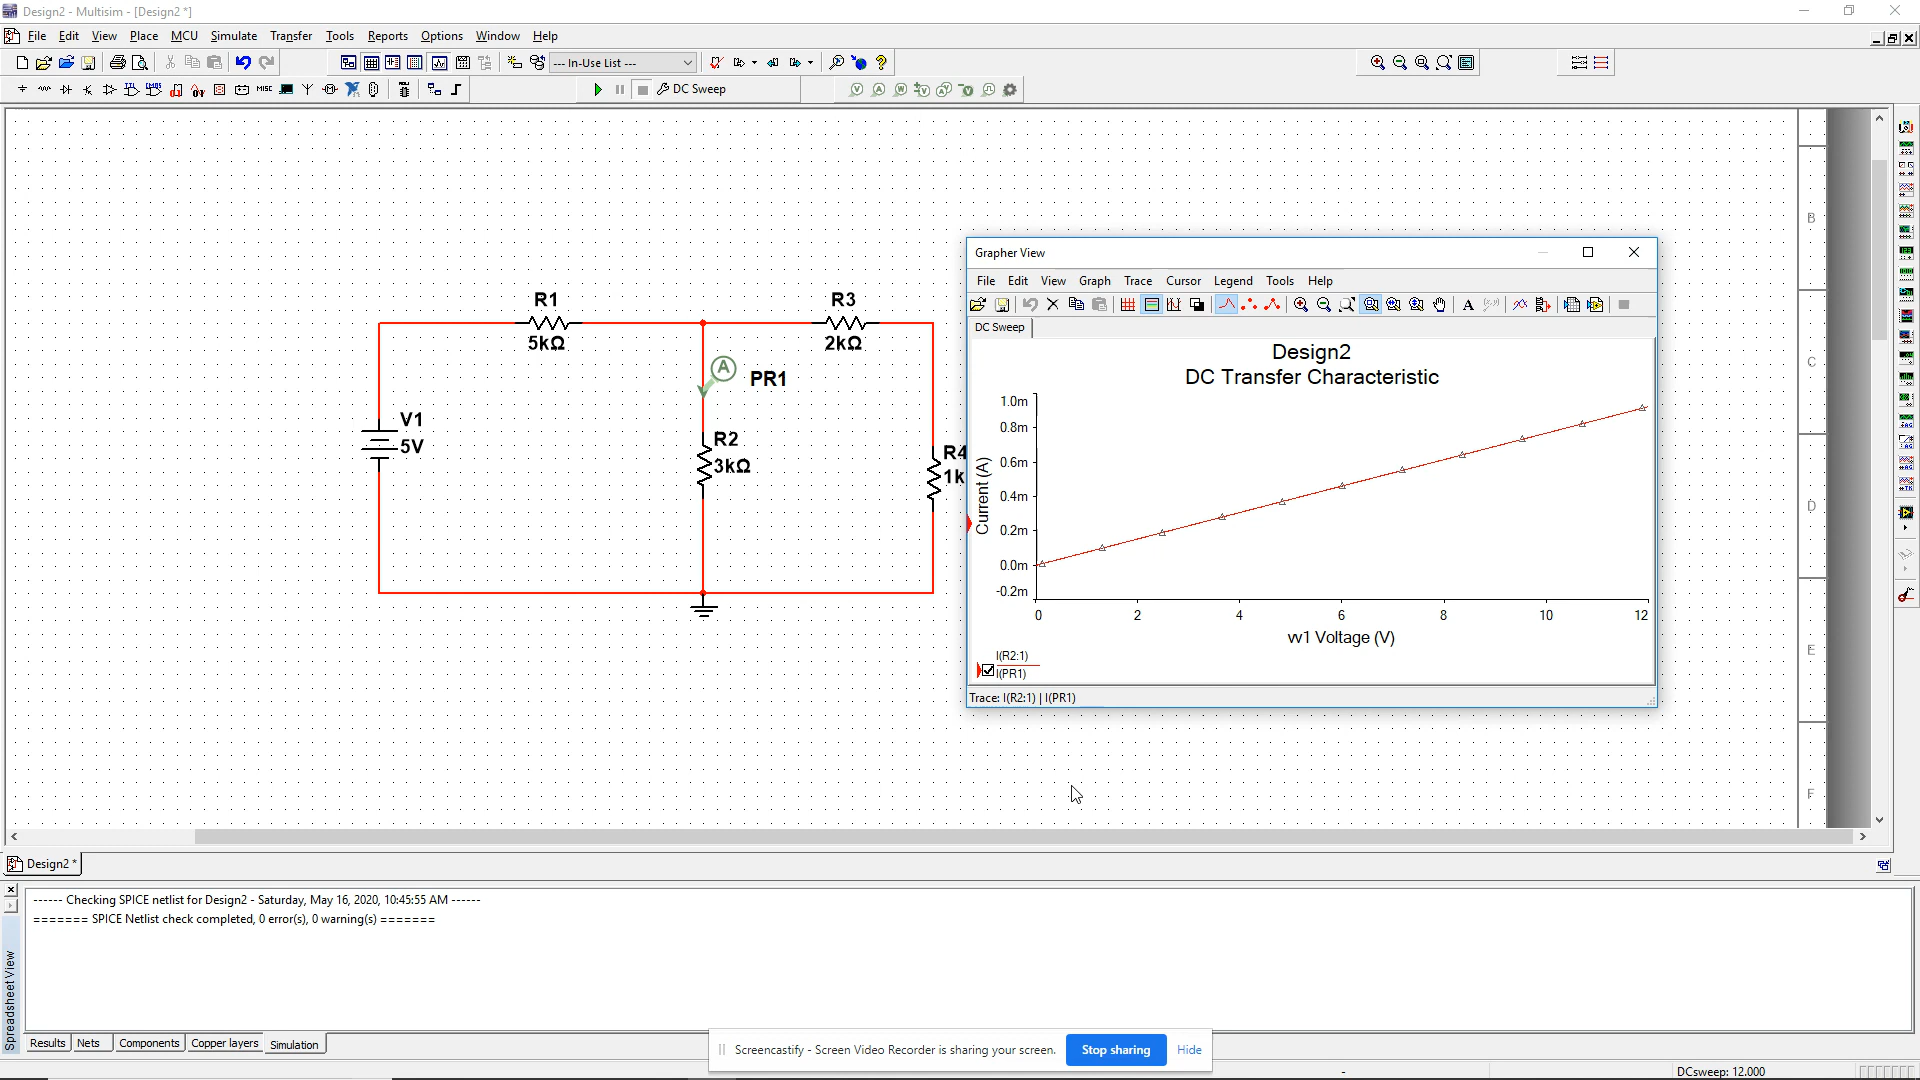 Design2 - Multisim - [Design2 *]
File Edit View Place MCU Simulate Transfer Tools Reports Options Window Help
--- In-Use List ---
MISC
DC Sweep
B
C
D
E
F
R1
5kΩ
R3
2kΩ
A
PR1
V1
5V
R2
3kΩ
R4
1k
Grapher View
File Edit View Graph Trace Cursor Legend Tools Help
DC Sweep
Design2
DC Transfer Characteristic
Current (A)
1.0m
0.8m
0.6m
0.4m
0.2m
0.0m
-0.2m
0 2 4 6 8 10 12
vv1 Voltage (V)
I(R2:1)
I(PR1)
Trace: I(R2:1) | I(PR1)
Design2 *
Spreadsheet View
------ Checking SPICE netlist for Design2 - Saturday, May 16, 2020, 10:45:55 AM ------
======= SPICE Netlist check completed, 0 error(s), 0 warning(s) =======
Results Nets Components Copper layers Simulation
Screencastify - Screen Video Recorder is sharing your screen. Stop sharing Hide
- DCsweep: 12.000